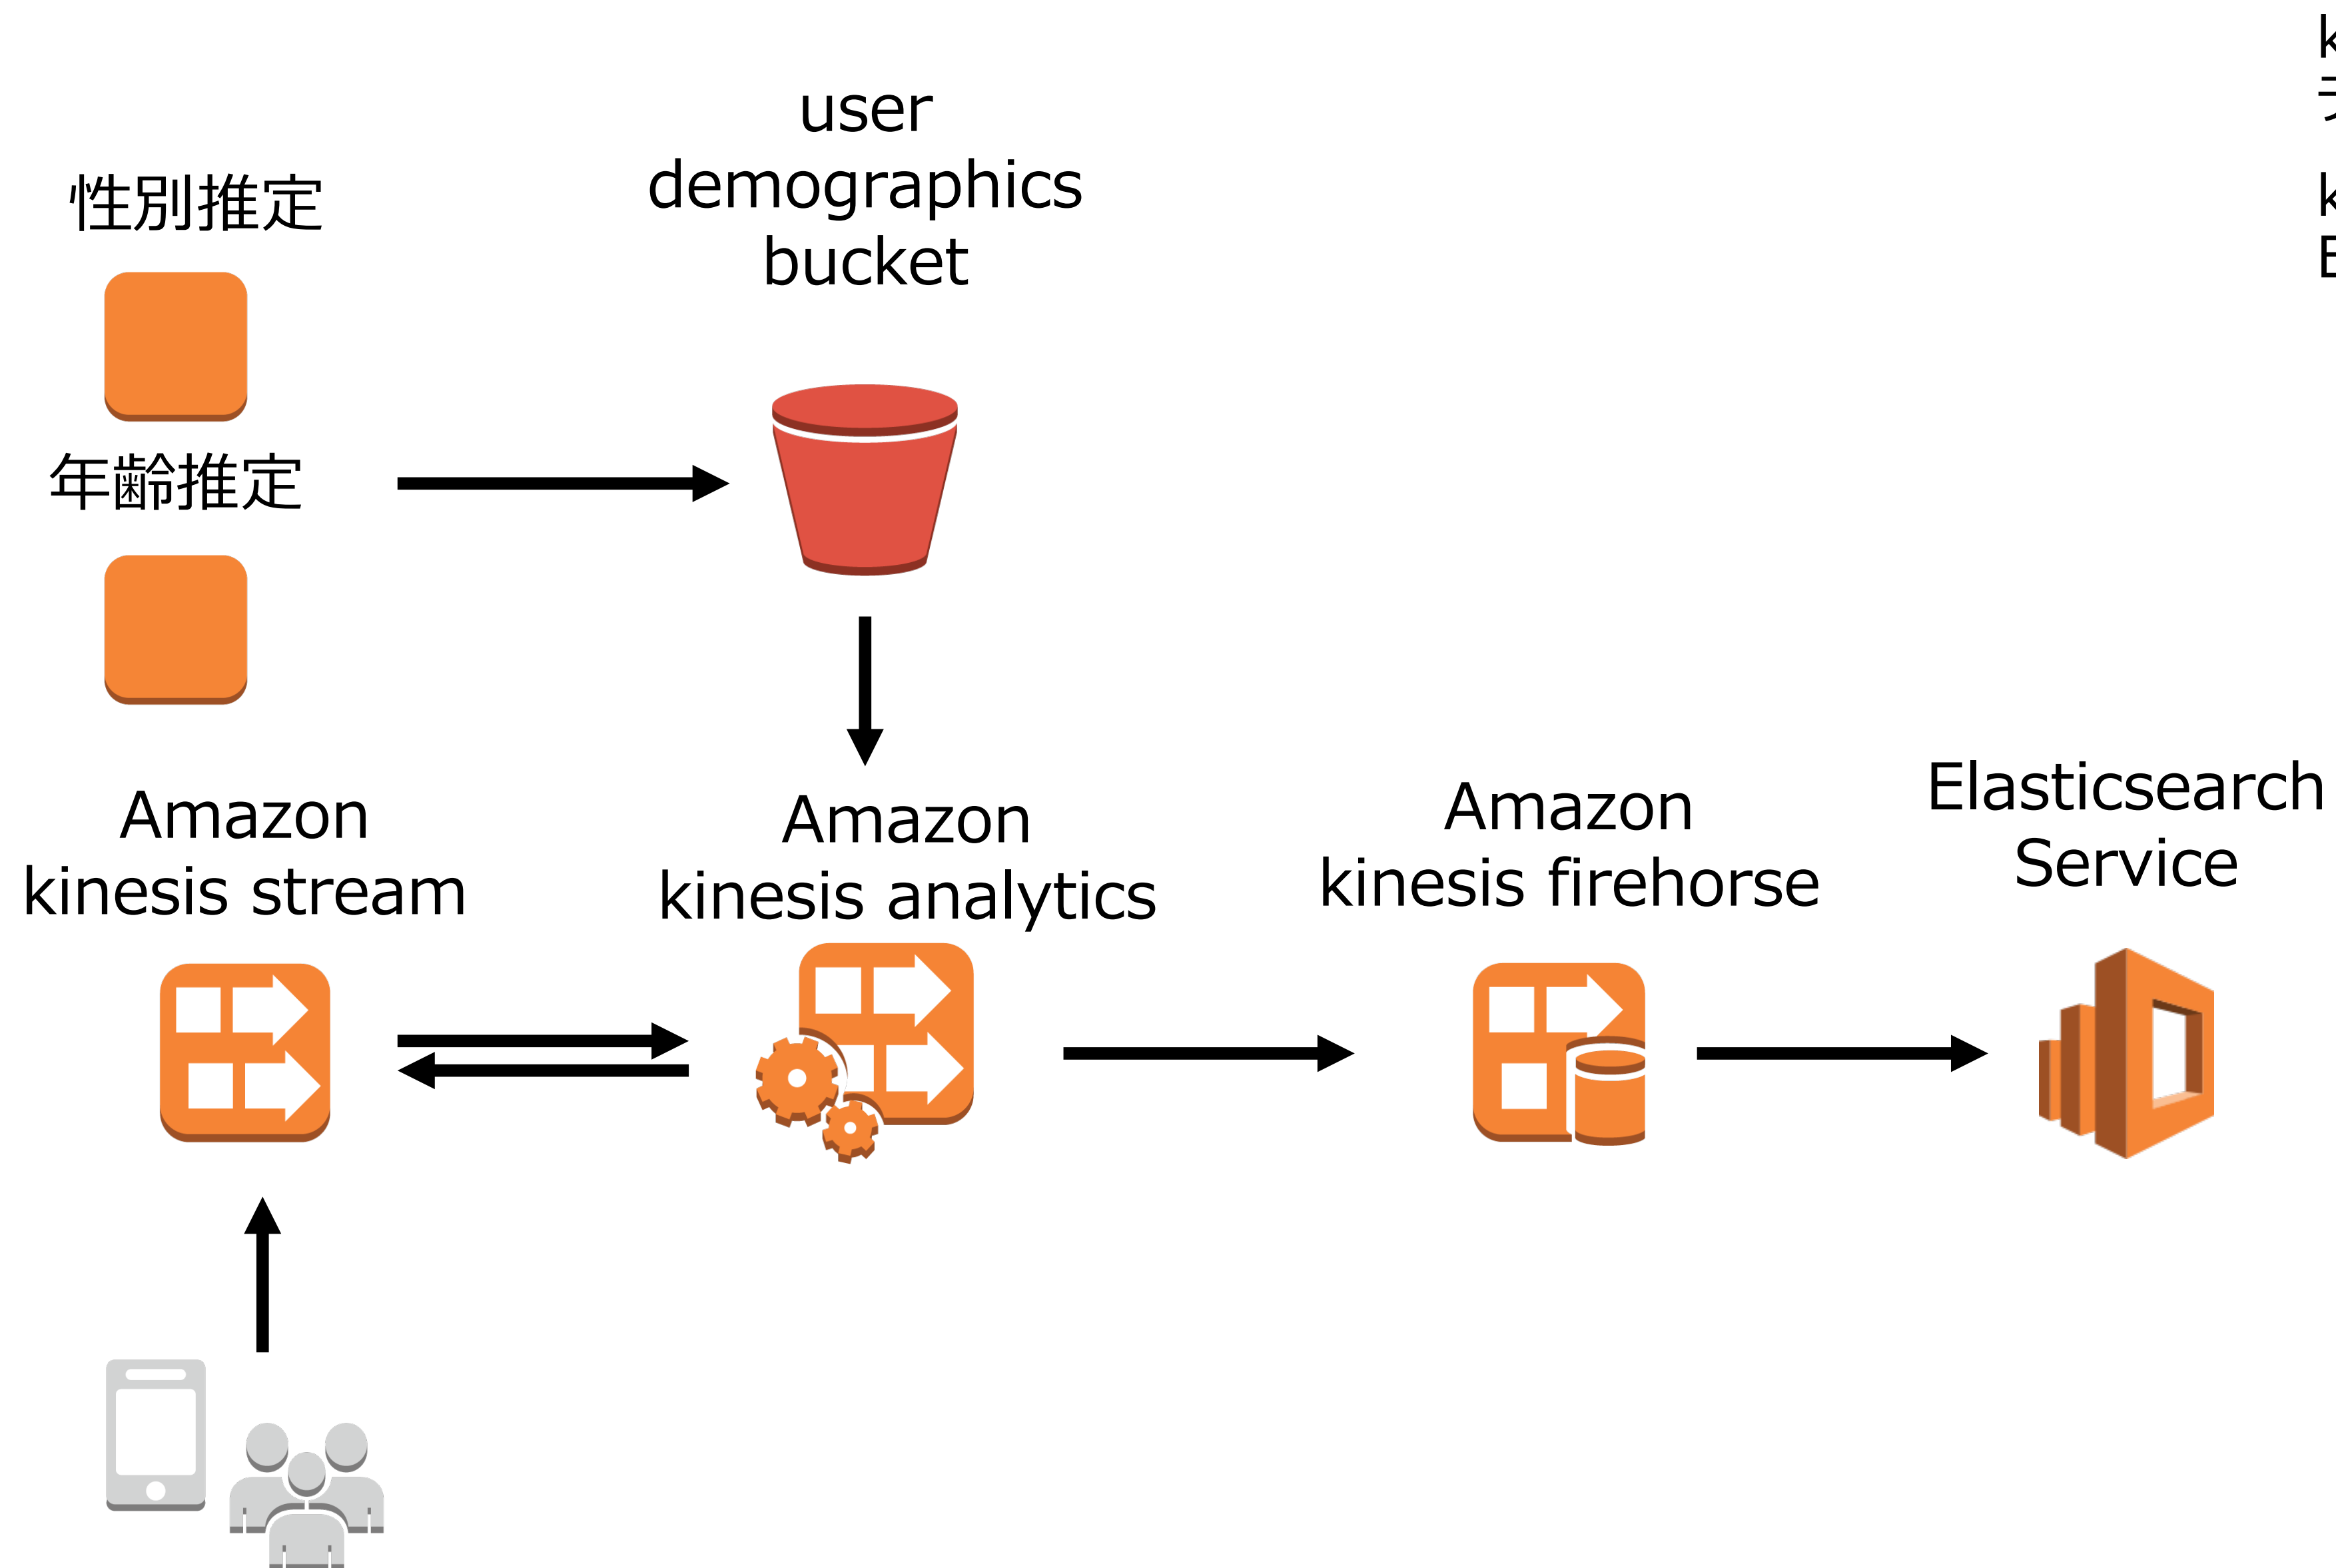 user
demographics
bucket
性別推定
年齢推定
Amazon
kinesis stream
Amazon
kinesis analytics
Amazon
kinesis firehorse
Elasticsearch
Service